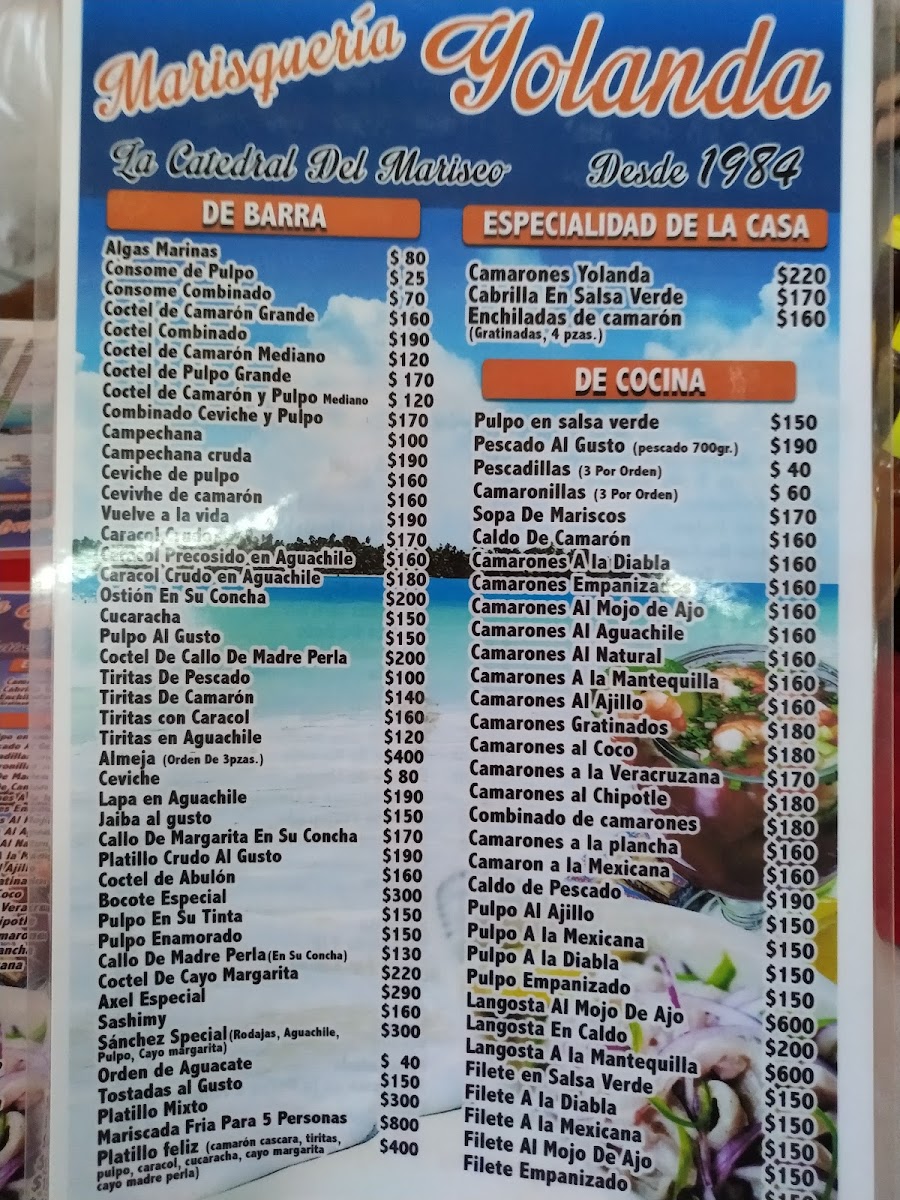 Marisquería Yolanda
La Catedral Del Marisco Desde 1984
DE BARRA
Algas Marinas $ 80
Consome de Pulpo $ 25
Consome Combinado $ 70
Coctel de Camarón Grande $160
Coctel Combinado $190
Coctel de Camarón Mediano $120
Coctel de Pulpo Grande $ 170
Coctel de Camarón y Pulpo Mediano $ 120
Combinado Ceviche y Pulpo $170
Campechana $100
Campechana cruda $190
Ceviche de pulpo $160
Cevivhe de camarón $160
Vuelve a la vida $190
Caracol Crudo $170
Caracol Precosido en Aguachile $160
Caracol Crudo en Aguachile $180
Ostión En Su Concha $200
Cucaracha $150
Pulpo Al Gusto $150
Coctel De Callo De Madre Perla $200
Tiritas De Pescado $100
Tiritas De Camarón $140
Tiritas con Caracol $160
Tiritas en Aguachile $120
Almeja (Orden De 3pzas.) $400
Ceviche $ 80
Lapa en Aguachile $190
Jaiba al gusto $150
Callo De Margarita En Su Concha $170
Platillo Crudo Al Gusto $190
Coctel de Abulón $160
Bocote Especial $300
Pulpo En Su Tinta $150
Pulpo Enamorado $150
Callo De Madre Perla (En Su Concha) $130
Coctel De Cayo Margarita $220
Axel Especial $290
Sashimy $160
Sánchez Special (Rodajas, Aguachile, $300
Pulpo, Cayo margarita)
Orden de Aguacate $ 40
Tostadas al Gusto $150
Platillo Mixto $300
Mariscada Fria Para 5 Personas $800
Platillo feliz (camarón cascara, tiritas, $400
pulpo, caracol, cucaracha, cayo margarita
cayo madre perla)
ESPECIALIDAD DE LA CASA
Camarones Yolanda $220
Cabrilla En Salsa Verde $170
Enchiladas de camarón $160
(Gratinadas, 4 pzas.)
DE COCINA
Pulpo en salsa verde $150
Pescado Al Gusto (pescado 700gr.) $190
Pescadillas (3 Por Orden) $ 40
Camaronillas (3 Por Orden) $ 60
Sopa De Mariscos $170
Caldo De Camarón $160
Camarones A la Diabla $160
Camarones Empanizados $160
Camarones Al Mojo de Ajo $160
Camarones Al Aguachile $160
Camarones Al Natural $160
Camarones A la Mantequilla $160
Camarones Al Ajillo $160
Camarones Gratinados $180
Camarones al Coco $180
Camarones a la Veracruzana $170
Camarones al Chipotle $180
Combinado de camarones $180
Camarones a la plancha $160
Camaron a la Mexicana $160
Caldo de Pescado $190
Pulpo Al Ajillo $150
Pulpo A la Mexicana $150
Pulpo A la Diabla $150
Pulpo Empanizado $150
Langosta Al Mojo De Ajo $600
Langosta En Caldo $200
Langosta A la Mantequilla $600
Filete en Salsa Verde $150
Filete A la Diabla $150
Filete A la Mexicana $150
Filete Al Mojo De Ajo $150
Filete Empanizado